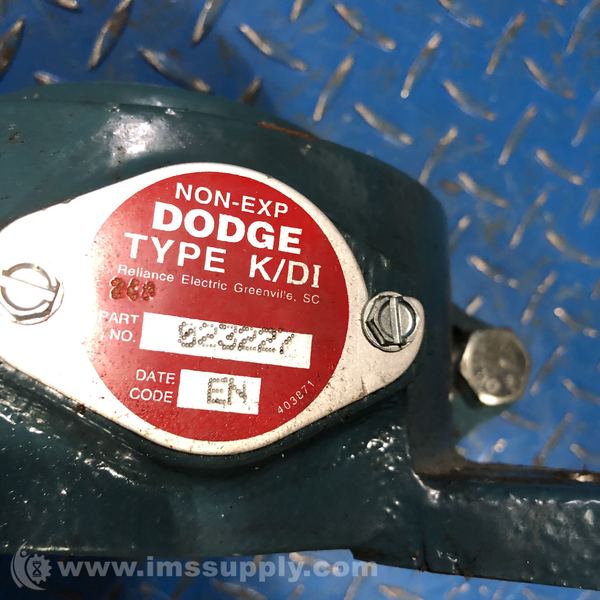 NON-EXP
DODGE
TYPE K/DI
Reliance Electric Greenville, SC
PART NO. 023227
DATE CODE EN
403871
www.imssupply.com